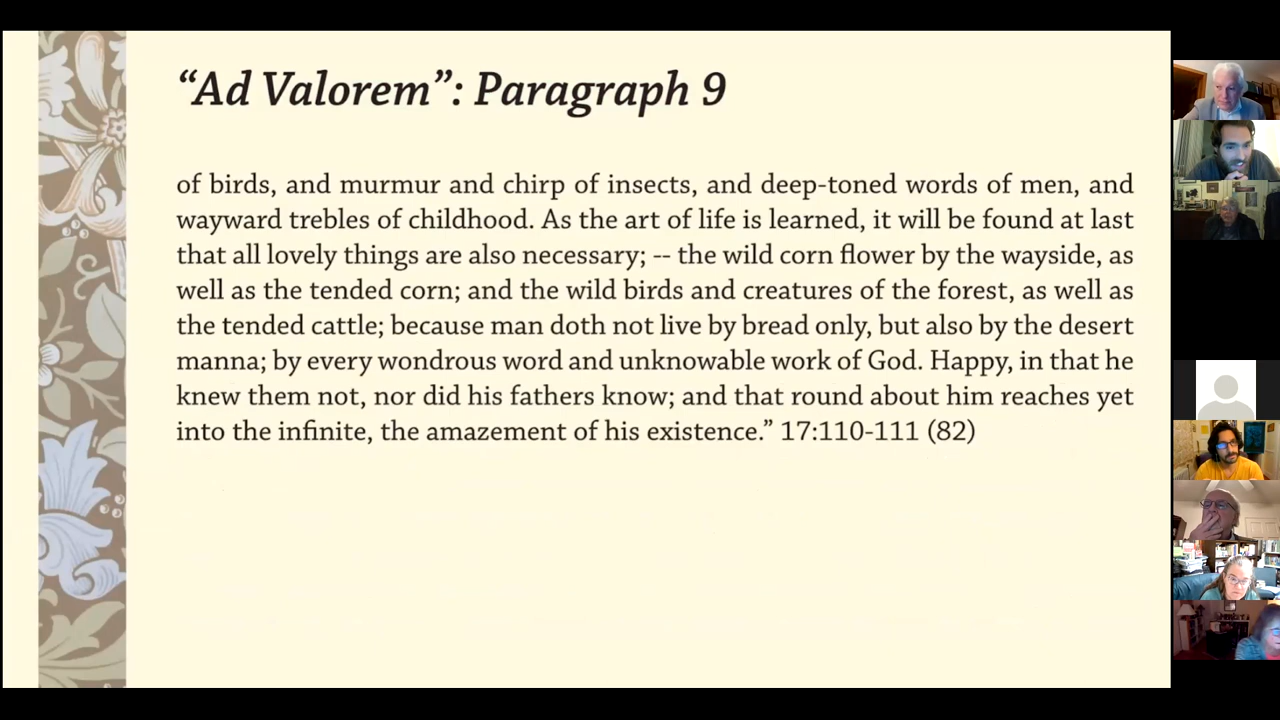 “Ad Valorem”: Paragraph 9
of birds, and murmur and chirp of insects, and deep-toned words of men, and
wayward trebles of childhood. As the art of life is learned, it will be found at last
that all lovely things are also necessary; -- the wild corn flower by the wayside, as
well as the tended corn; and the wild birds and creatures of the forest, as well as
the tended cattle; because man doth not live by bread only, but also by the desert
manna; by every wondrous word and unknowable work of God. Happy, in that he
knew them not, nor did his fathers know; and that round about him reaches yet
into the infinite, the amazement of his existence.” 17:110-111 (82)